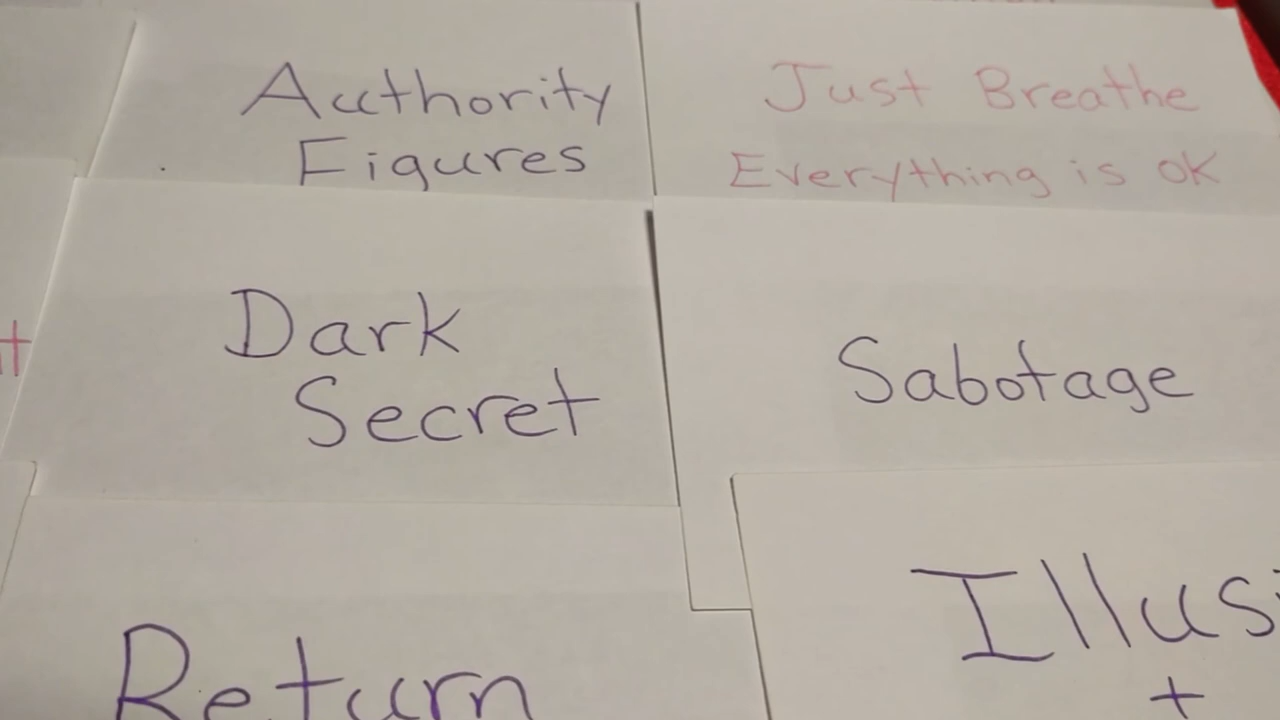 Authority
Figures
Just Breathe
Everything is OK
Dark
Secret
Sabotage
Return
+